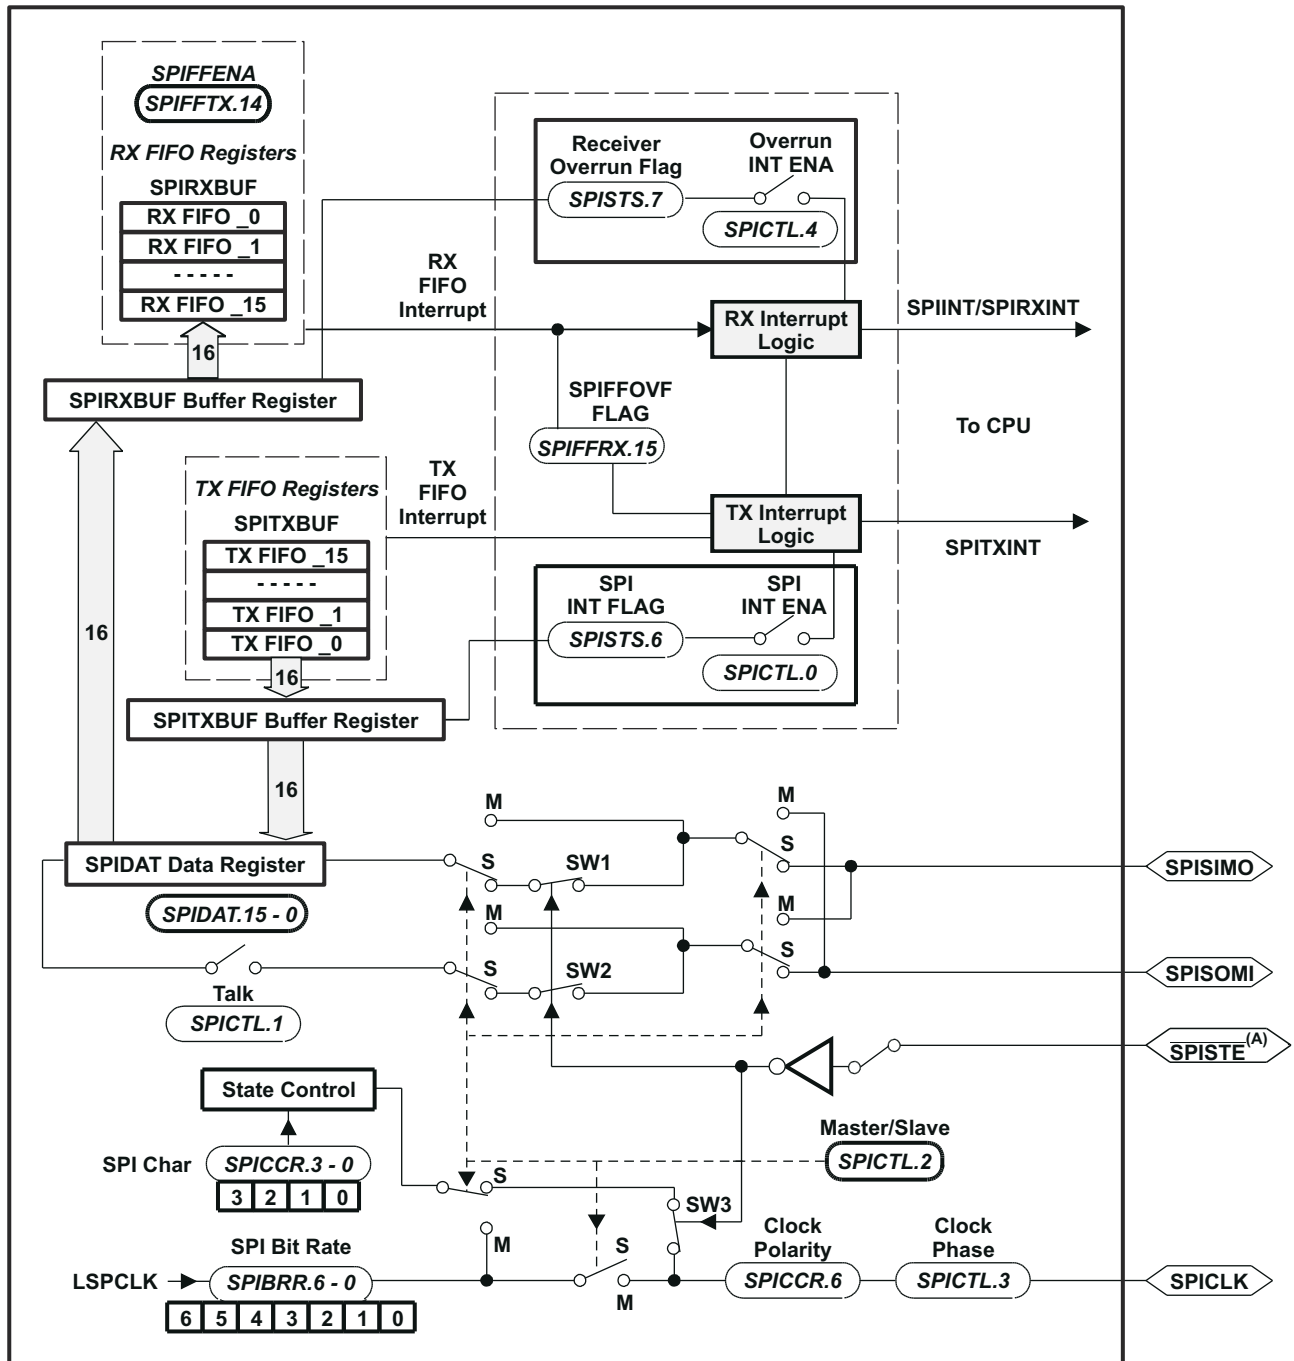 SPIFFENA
SPIFFTX.14
RX FIFO Registers
SPIRXBUF
RX FIFO _0
RX FIFO _1
- - - - -
RX FIFO _15
16
SPIRXBUF Buffer Register
Receiver
Overrun Flag
SPISTS.7
Overrun
INT ENA
SPICTL.4
RX
FIFO
Interrupt
RX Interrupt
Logic
SPIINT/SPIRXINT
SPIFFOVF
FLAG
SPIFFRX.15
To CPU
TX FIFO Registers
SPITXBUF
TX FIFO _15
- - - - -
TX FIFO _1
TX FIFO _0
16
TX
FIFO
Interrupt
TX Interrupt
Logic
SPITXINT
SPI
INT FLAG
SPISTS.6
SPI
INT ENA
SPICTL.0
16
SPITXBUF Buffer Register
16
SPIDAT Data Register
SPIDAT.15 - 0
M
S
SW1
M
S
SPISIMO
M
S
SW2
M
S
SPISOMI
Talk
SPICTL.1
SPISTE(A)
State Control
Master/Slave
SPICTL.2
SPI Char
SPICCR.3 - 0
3 2 1 0
S
M
SW3
SPI Bit Rate
LSPCLK
SPIBRR.6 - 0
6 5 4 3 2 1 0
S
M
Clock
Polarity
SPICCR.6
Clock
Phase
SPICTL.3
SPICLK